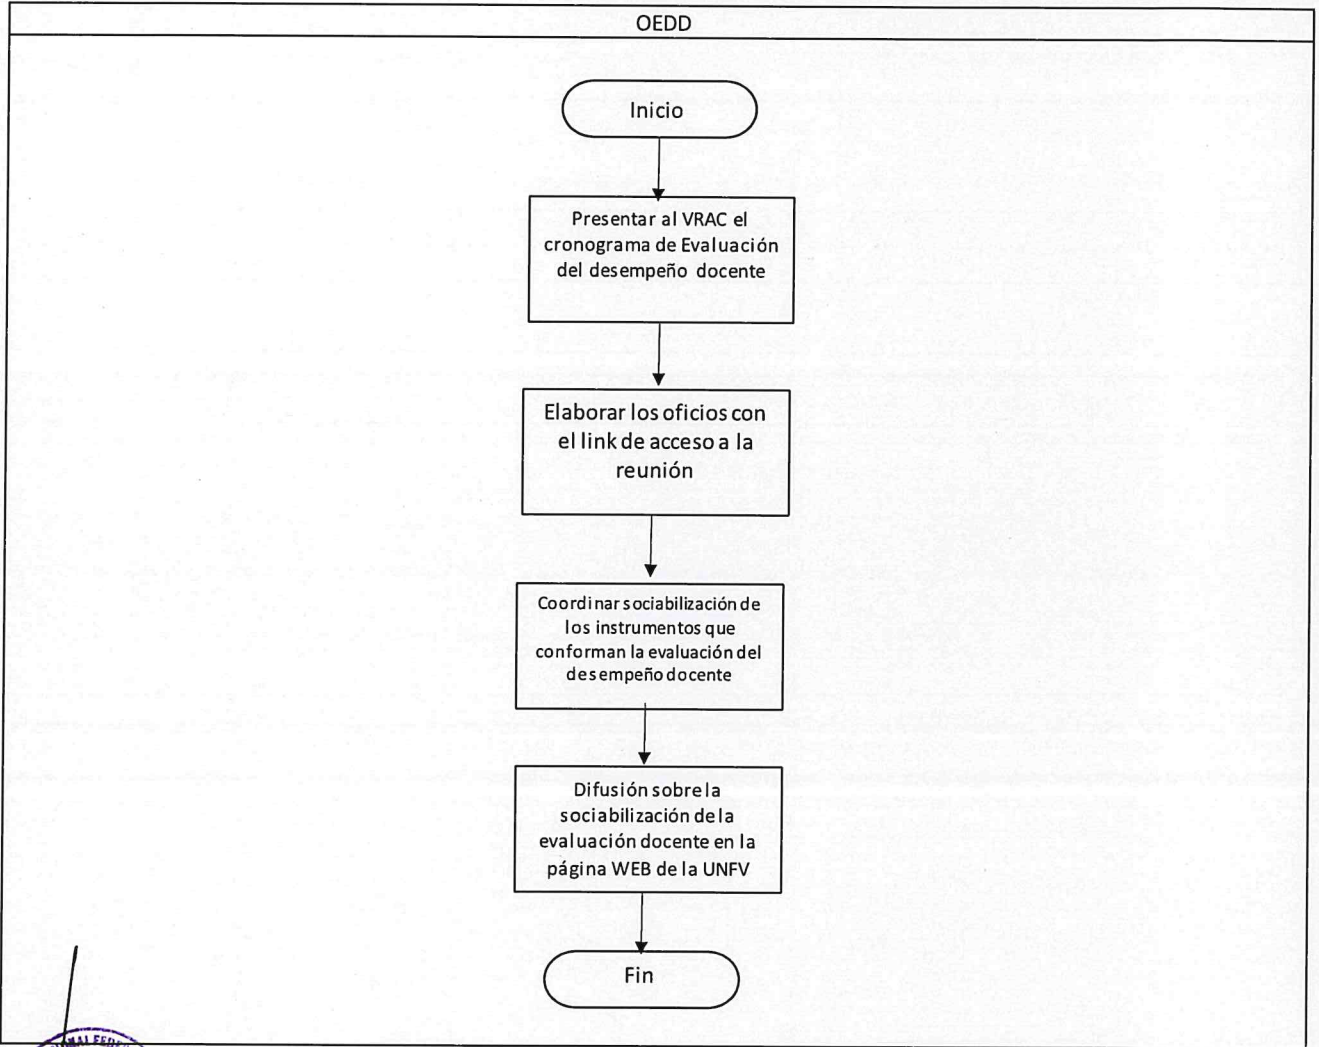 OEDD
Inicio
Presentar al VRAC el
cronograma de Evaluación
del desempeño docente
Elaborar los oficios con
el link de acceso a la
reunión
Coordinar sociabilización de
los instrumentos que
conforman la evaluación del
desempeño docente
Difusión sobre la
sociabilización de la
evaluación docente en la
página WEB de la UNFV
Fin